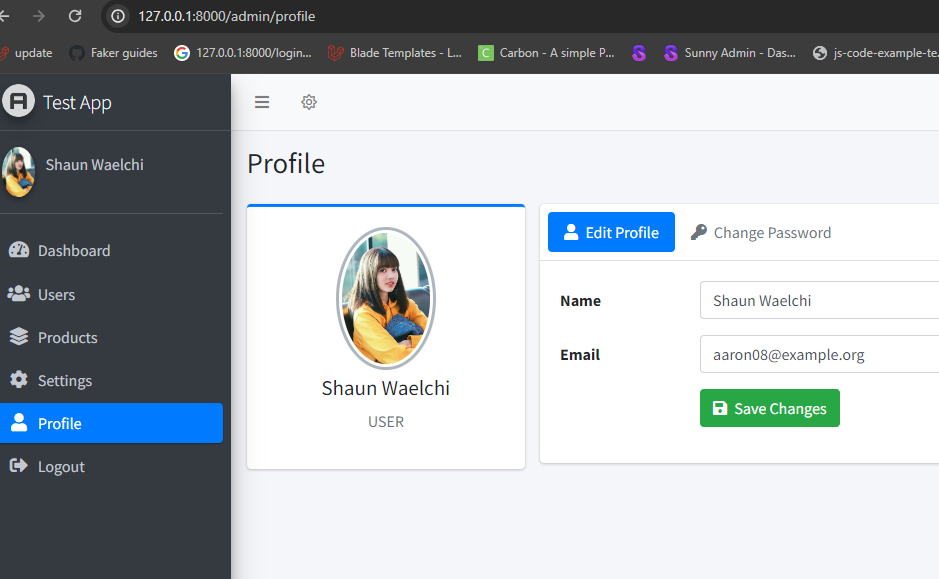 127.0.0.1:8000/admin/profile
update
Faker guides
127.0.0.1:8000/login...
Blade Templates - L...
Carbon - A simple P...
Sunny Admin - Das...
js-code-example-te.
Test App
Shaun Waelchi
Dashboard
Users
Products
Settings
Profile
Logout
Profile
Shaun Waelchi
USER
Edit Profile
Change Password
Name
Shaun Waelchi
Email
aaron08@example.org
Save Changes